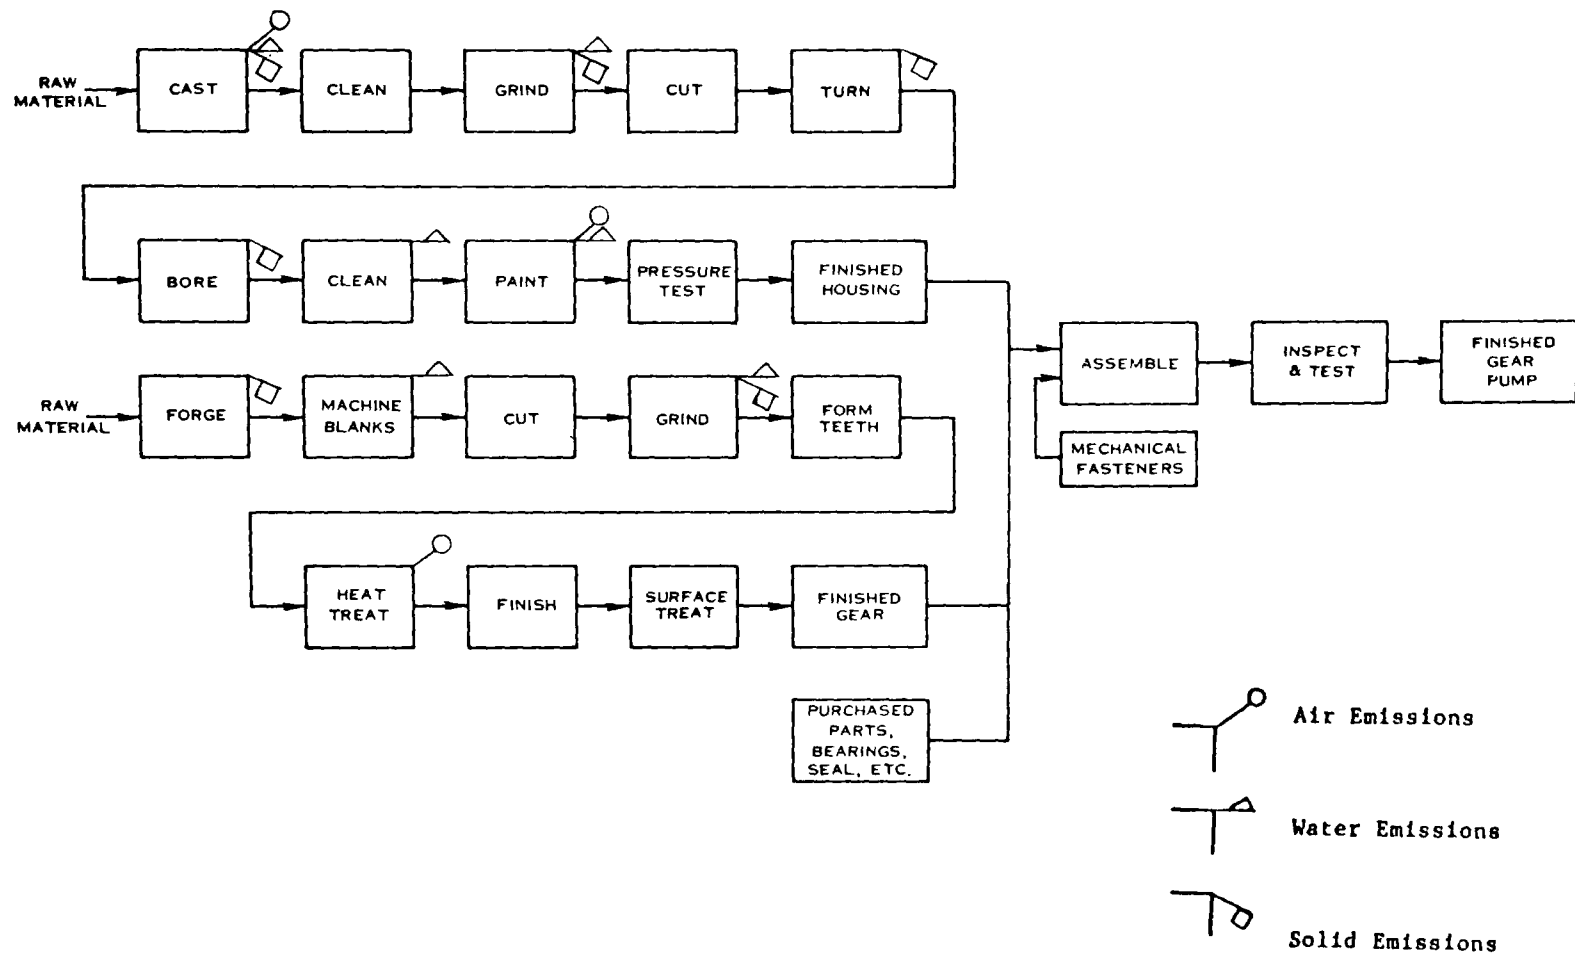 RAW
MATERIAL
CAST
CLEAN
GRIND
CUT
TURN
BORE
CLEAN
PAINT
PRESSURE
TEST
FINISHED
HOUSING
RAW
MATERIAL
FORGE
MACHINE
BLANKS
CUT
GRIND
FORM
TEETH
HEAT
TREAT
FINISH
SURFACE
TREAT
FINISHED
GEAR
PURCHASED
PARTS,
BEARINGS,
SEAL, ETC.
ASSEMBLE
MECHANICAL
FASTENERS
INSPECT
& TEST
FINISHED
GEAR
PUMP
Air Emissions
Water Emissions
Solid Emissions